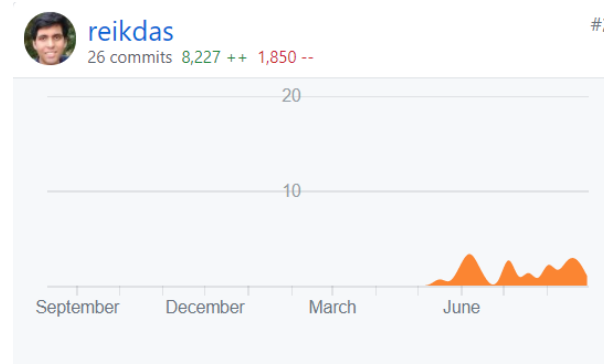 reikdas
26 commits 8,227 ++ 1,850 --
20
10
September December March June